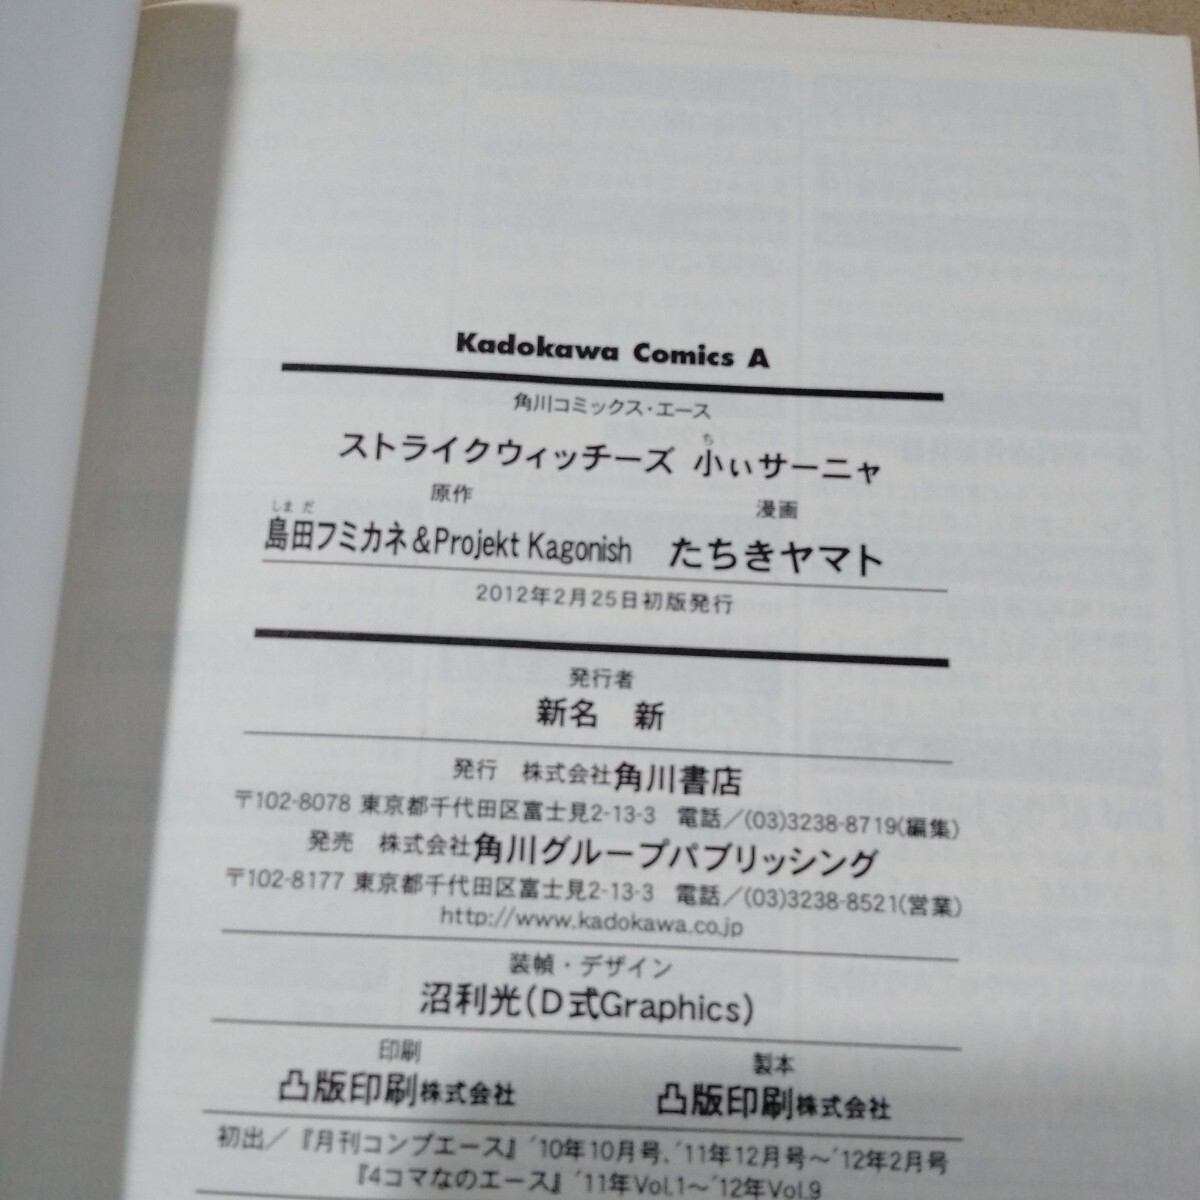 Kadokawa Comics A
角川コミックス・エース
ストライクウィッチーズ 小ぃサーニャ
ち
原作 漫画
しまだ
島田フミカネ&Projekt Kagonish たちきヤマト
2012年2月25日初版発行
発行者
新名 新
発行 株式会社角川書店
〒102-8078 東京都千代田区富士見2-13-3 電話/(03)3238-8719(編集)
発売 株式会社角川グループパブリッシング
〒102-8177 東京都千代田区富士見2-13-3 電話/(03)3238-8521(営業)
http://www.kadokawa.co.jp
装幀・デザイン
沼利光(D式Graphics)
印刷 製本
凸版印刷株式会社 凸版印刷株式会社
初出/『月刊コンプエース』'10年10月号、'11年12月号〜'12年2月号
『4コマなのエース』'11年Vol.1〜'12年Vol.9